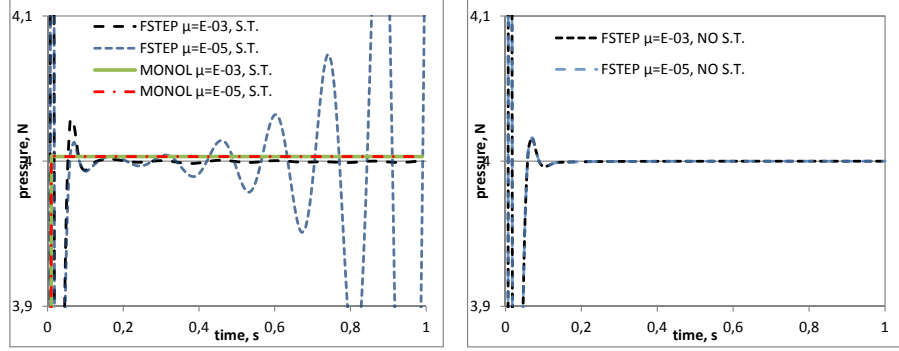 4,1
FSTEP μ=E-03, S.T.
FSTEP μ=E-05, S.T.
MONOL μ=E-03, S.T.
MONOL μ=E-05, S.T.
pressure, N
4
3,9
0 0,2 0,4 0,6 0,8 1
time, s
4,1
FSTEP μ=E-03, NO S.T.
FSTEP μ=E-05, NO S.T.
pressure, N
4
3,9
0 0,2 0,4 0,6 0,8 1
time, s